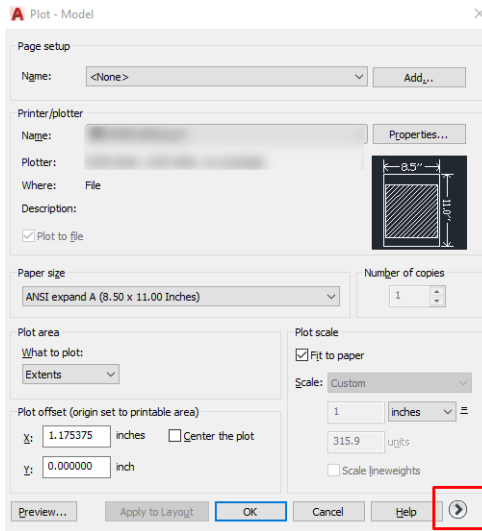 Plot - Model
Page setup
Name: <None> Add...
Printer/plotter
Name: Properties...
Plotter:
Where: File
Description:
Plot to file
8.5″
11.0″
Paper size
ANSI expand A (8.50 x 11.00 Inches)
Number of copies
1
Plot area
What to plot:
Extents
Plot scale
Fit to paper
Scale: Custom
1 inches =
315.9 units
Scale lineweights
Plot offset (origin set to printable area)
X: 1.175375 inches Center the plot
Y: 0.000000 inch
Preview... Apply to Layout OK Cancel Help